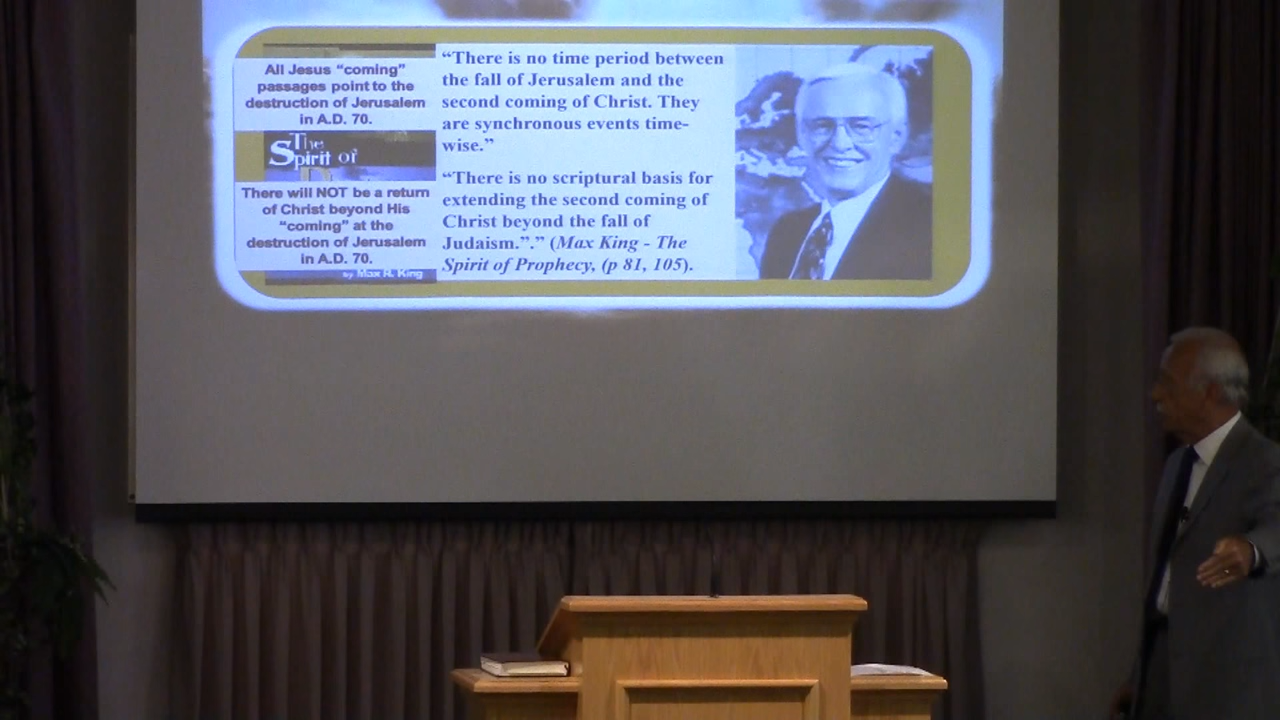 All Jesus “coming”
passages point to the
destruction of Jerusalem
in A.D. 70.
The
Spirit of
There will NOT be a return
of Christ beyond His
“coming” at the
destruction of Jerusalem
in A.D. 70.
by Max R. King
“There is no time period between
the fall of Jerusalem and the
second coming of Christ. They
are synchronous events time-
wise.”
“There is no scriptural basis for
extending the second coming of
Christ beyond the fall of
Judaism.”.” (Max King - The
Spirit of Prophecy, (p 81, 105).